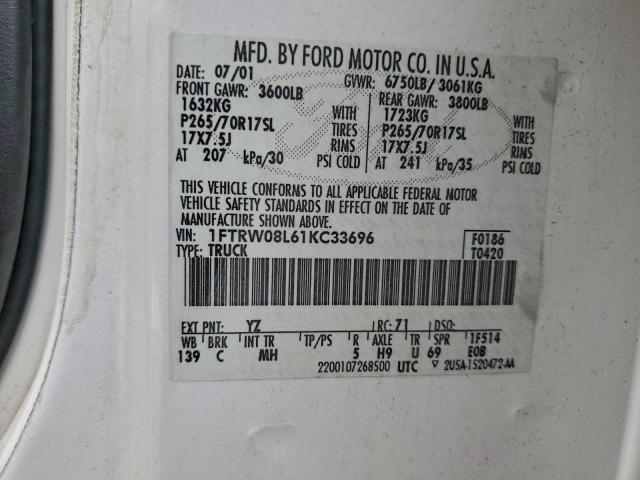 MFD. BY FORD MOTOR CO. IN U.S.A.
DATE: 07/01 GVWR: 6750LB/ 3061KG
FRONT GAWR: 3600LB REAR GAWR: 3800LB
1632KG WITH 1723KG WITH
P265/70R17SL TIRES P265/70R17SL TIRES
17X7.5J RIMS 17X7.5J RIMS
AT 207 kPa/30 PSI COLD AT 241 kPa/35 PSI COLD
THIS VEHICLE CONFORMS TO ALL APPLICABLE FEDERAL MOTOR
VEHICLE SAFETY STANDARDS IN EFFECT ON THE DATE OF
MANUFACTURE SHOWN ABOVE.
VIN: 1FTRW08L61KC33696 F0186
TYPE: TRUCK T0420
EXT PNT: YZ RC: 71 DSO:
WB BRK INT TR TP/PS R AXLE TR SPR 1F514
139 C MH 5 H9 U 69 EOB
2200107268500 UTC ▽ 2USA-1520472-AA